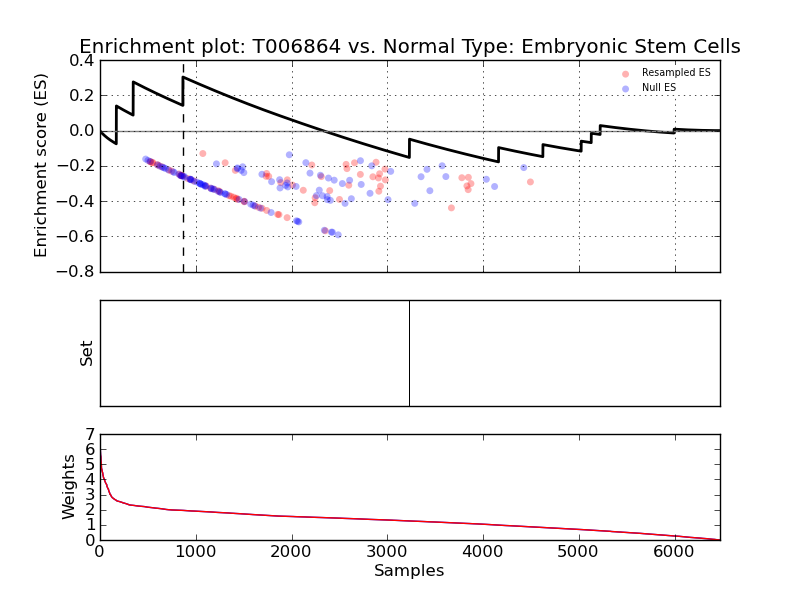 Enrichment plot: T006864 vs. Normal Type: Embryonic Stem Cells
Enrichment score (ES)
0.4
0.2
0.0
−0.2
−0.4
−0.6
−0.8
Resampled ES
Null ES
Set
Weights
7
6
5
4
3
2
1
0
0 1000 2000 3000 4000 5000 6000
Samples